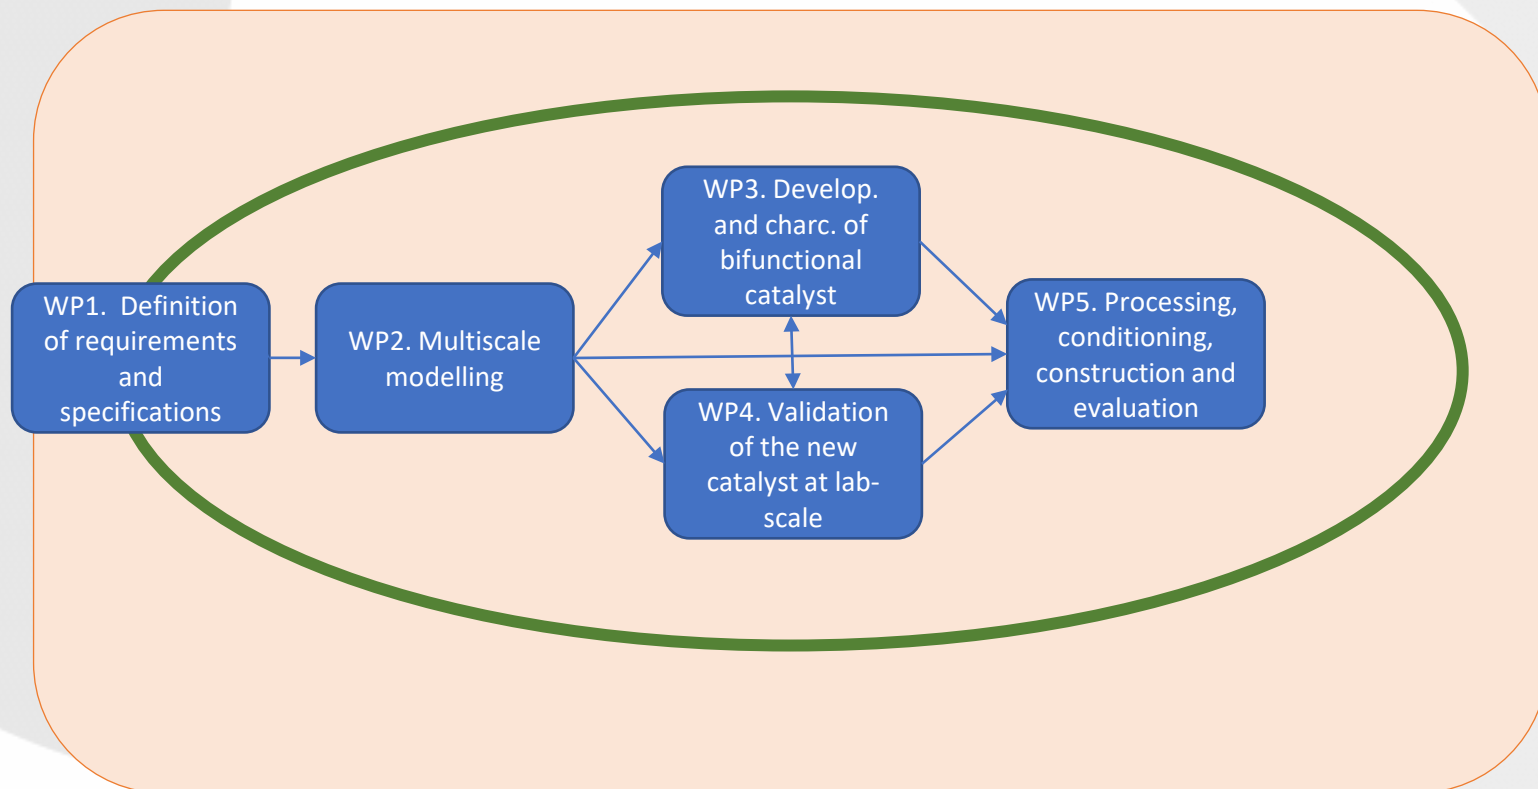 WP1. Definition
of requirements
and
specifications
WP2. Multiscale
modelling
WP3. Develop.
and charc. of
bifunctional
catalyst
WP4. Validation
of the new
catalyst at lab-
scale
WP5. Processing,
conditioning,
construction and
evaluation